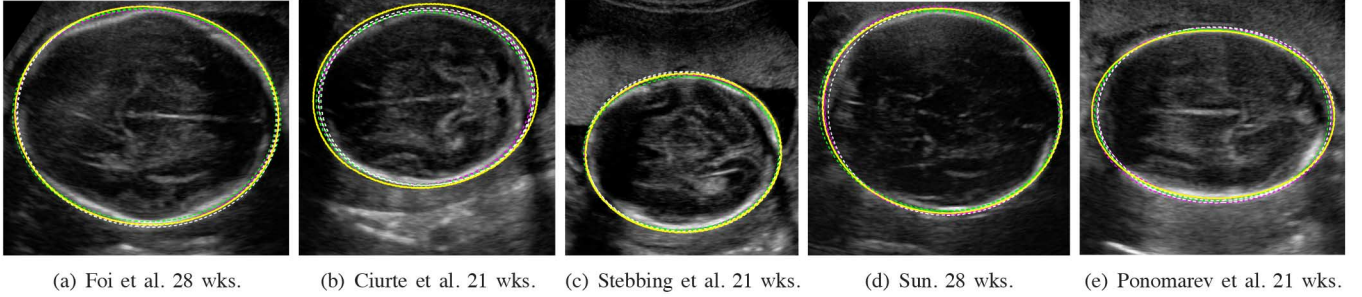 (a) Foi et al. 28 wks.
(b) Ciurte et al. 21 wks.
(c) Stebbing et al. 21 wks.
(d) Sun. 28 wks.
(e) Ponomarev et al. 21 wks.